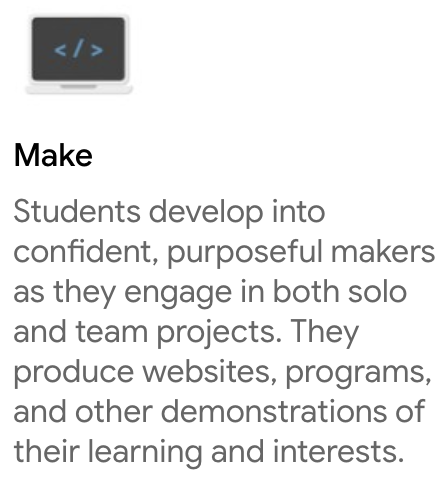 </>
Make
Students develop into
confident, purposeful makers
as they engage in both solo
and team projects. They
produce websites, programs,
and other demonstrations of
their learning and interests.